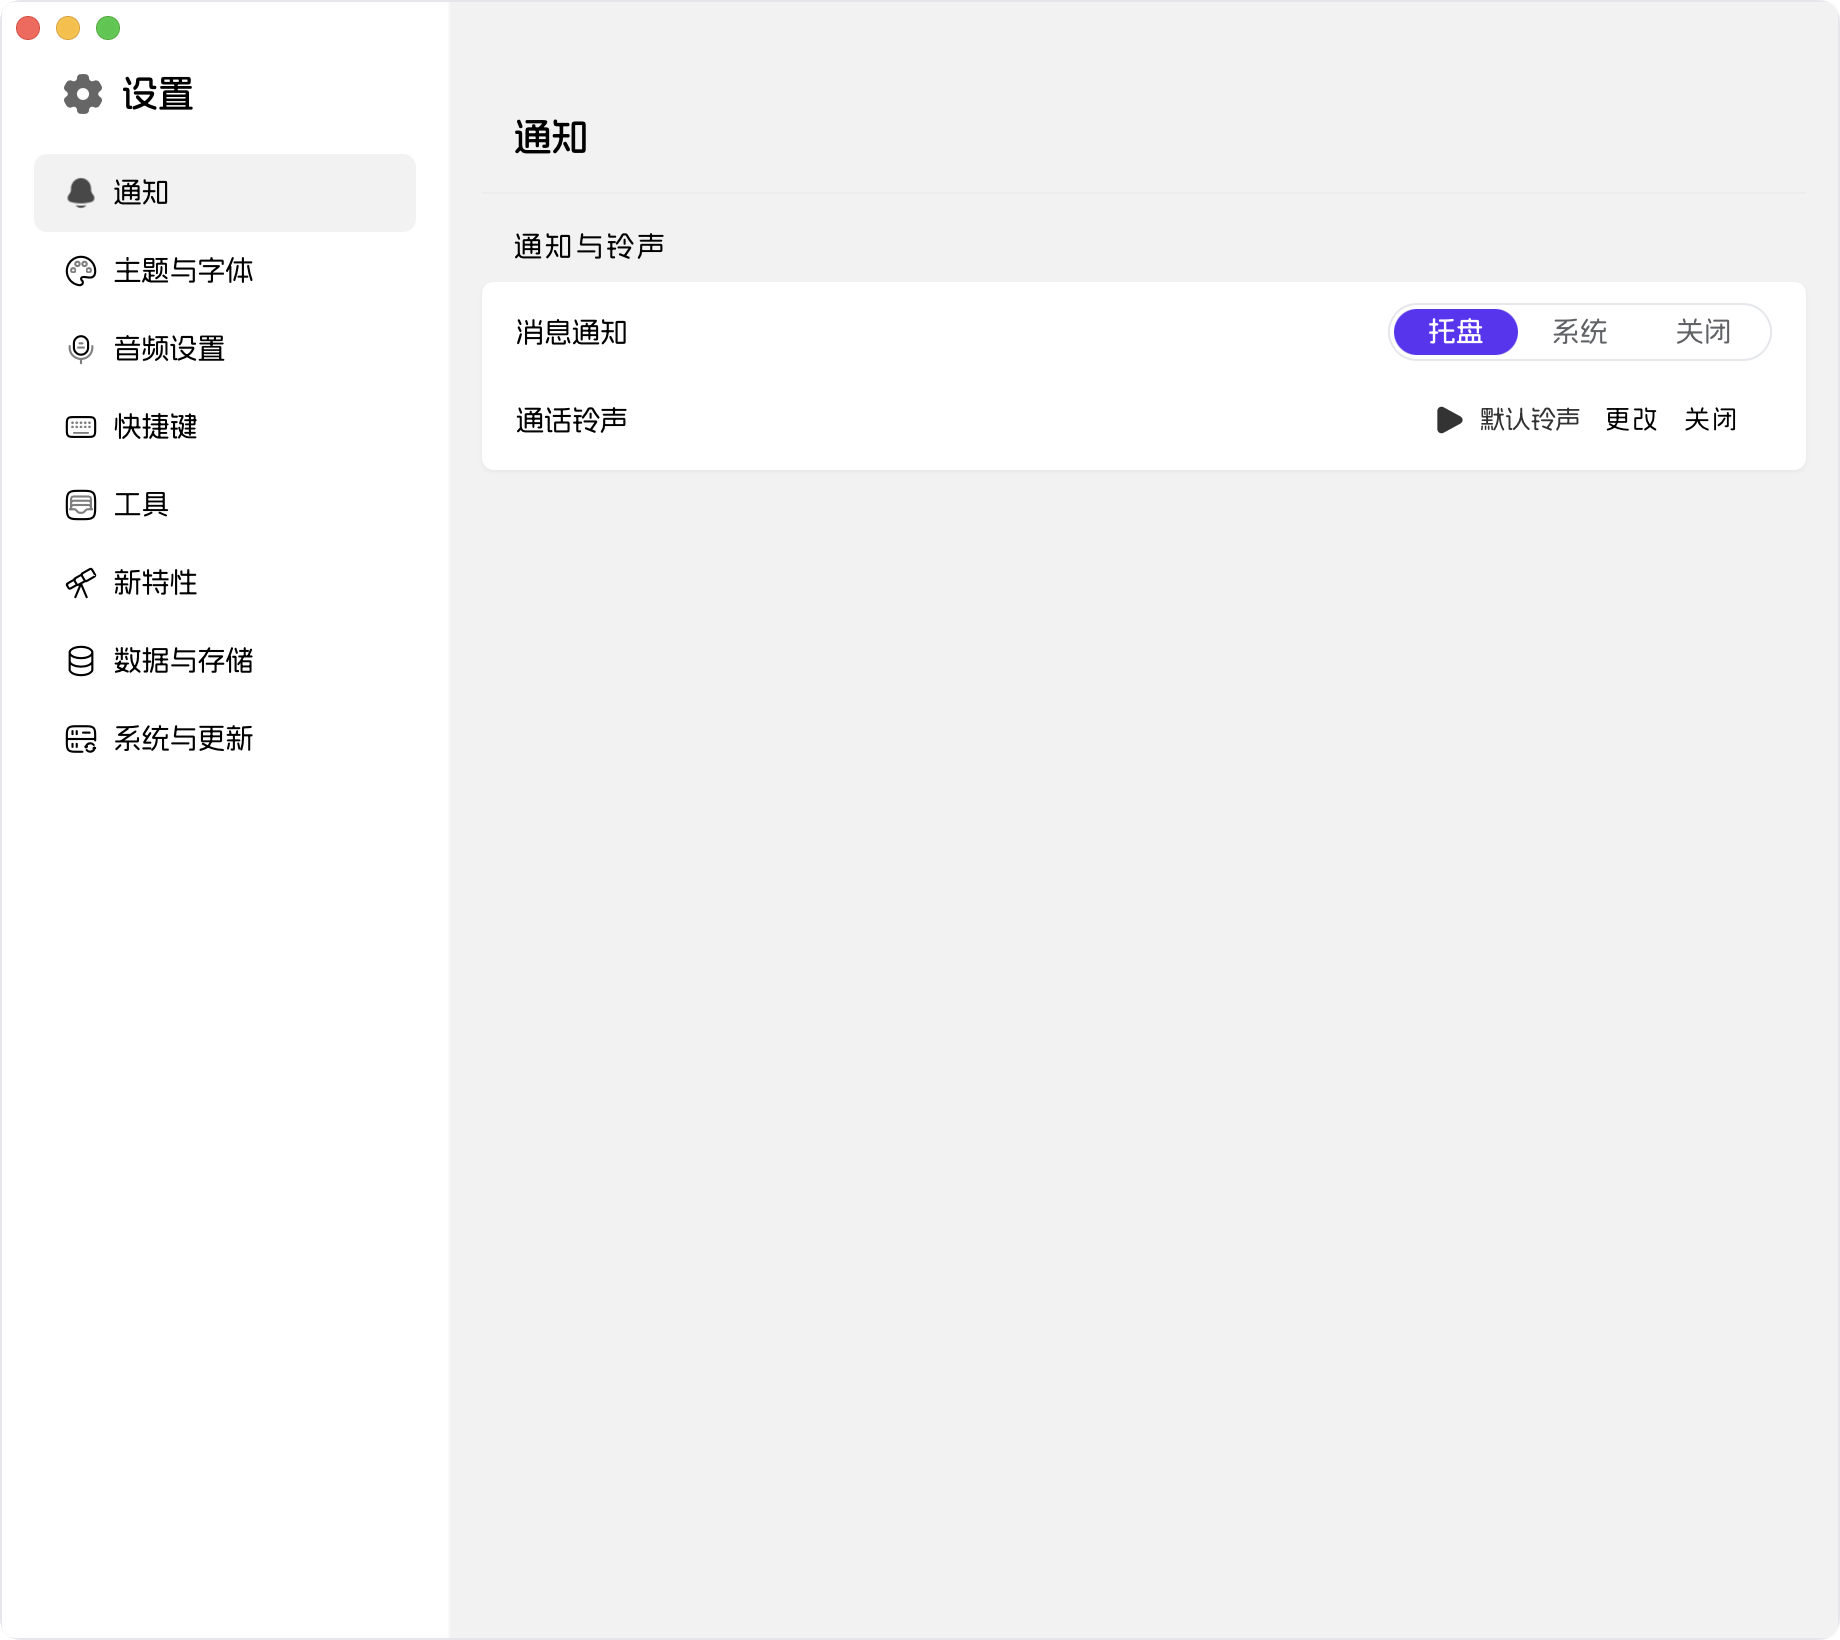 设置
通知
主题与字体
音频设置
快捷键
工具
新特性
数据与存储
系统与更新
通知
通知与铃声
消息通知 托盘 系统 关闭
通话铃声 默认铃声 更改 关闭